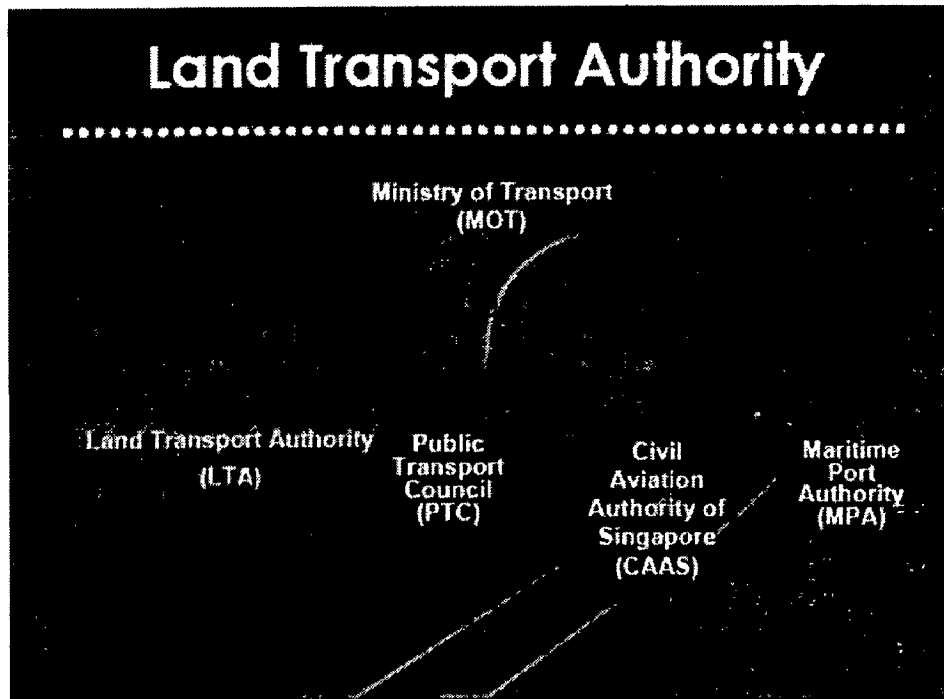 Land Transport Authority
Ministry of Transport
(MOT)
Land Transport Authority
(LTA)
Public
Transport
Council
(PTC)
Civil
Aviation
Authority of
Singapore
(CAAS)
Maritime
Port
Authority
(MPA)